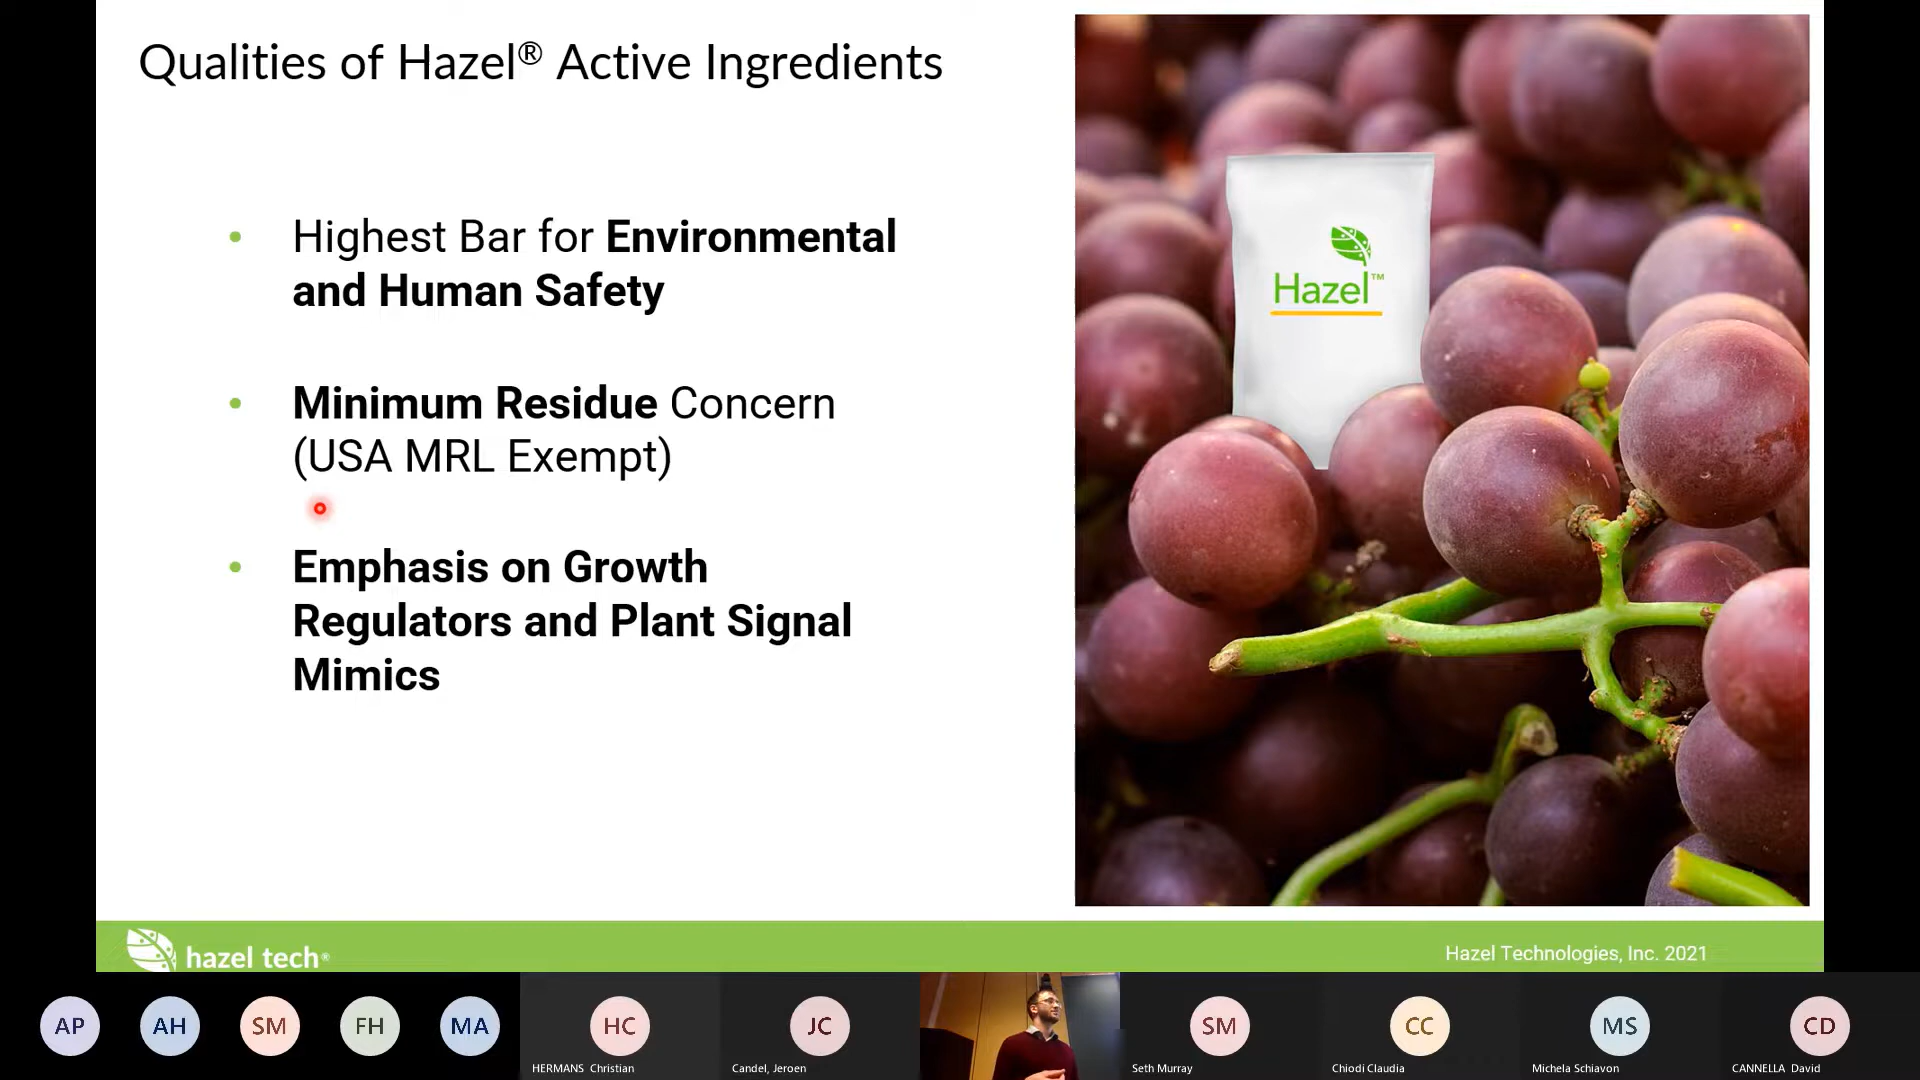 Qualities of Hazel® Active Ingredients
• Highest Bar for Environmental
and Human Safety
• Minimum Residue Concern
(USA MRL Exempt)
• Emphasis on Growth
Regulators and Plant Signal
Mimics
Hazel™
hazel tech®
Hazel Technologies, Inc. 2021
AP AH SM FH MA HC JC SM CC MS CD
HERMANS Christian Candel, Jeroen Seth Murray Chiodi Claudia Michela Schiavon CANNELLA David